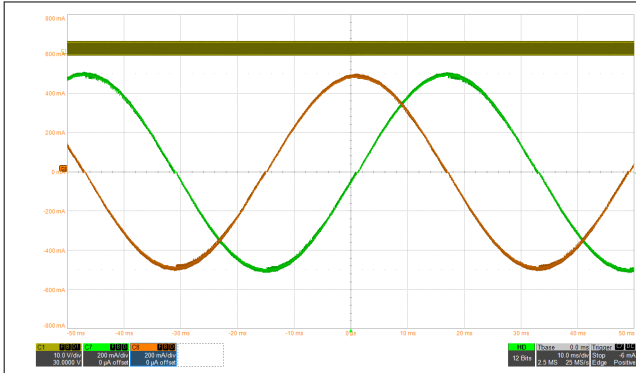 800 mA
600 mA
400 mA
200 mA
0 mA
-200 mA
-400 mA
-600 mA
-800 mA
-50 ms -40 ms -30 ms -20 ms -10 ms 0 s 10 ms 20 ms 30 ms 40 ms 50 ms
C1
10.0 V/div
30.0000 V
C7
200 mA/div
0 µA offset
C8
200 mA/div
0 µA offset
HD
12 Bits
Tbase 0.0 ms
10.0 ms/div
2.5 MS 25 MS/s
Trigger C7 DC
Stop -6 mA
Edge Positive